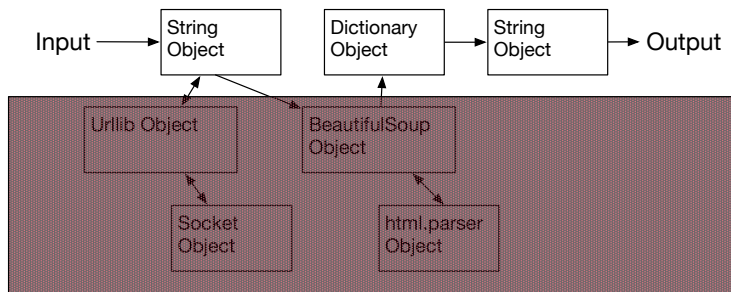 Input
String
Object
Dictionary
Object
String
Object
Output
Urllib Object
BeautifulSoup
Object
Socket
Object
html.parser
Object